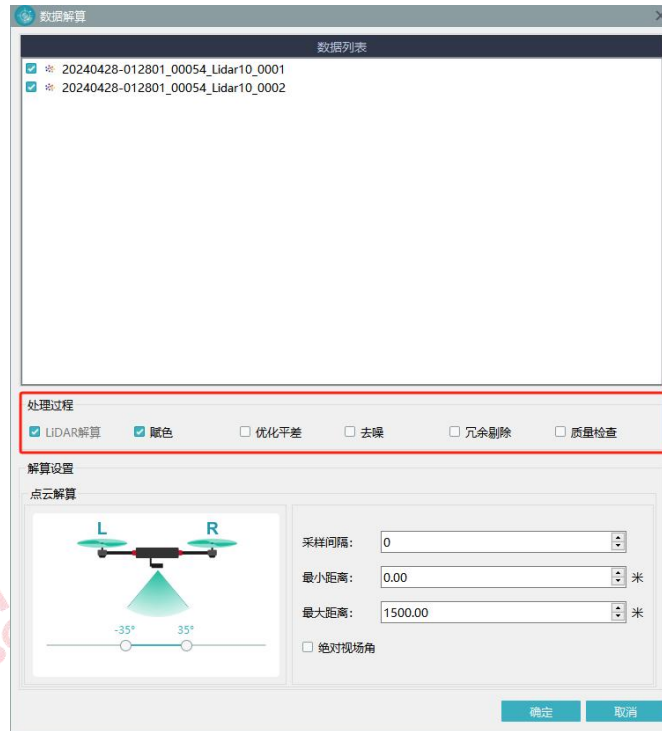 数据解算
数据列表
20240428-012801_00054_Lidar10_0001
20240428-012801_00054_Lidar10_0002
处理过程
LiDAR解算 赋色 优化平差 去噪 冗余剔除 质量检查
解算设置
点云解算
L R
-35° 35°
采样间隔: 0
最小距离: 0.00 米
最大距离: 1500.00 米
绝对视场角
确定 取消